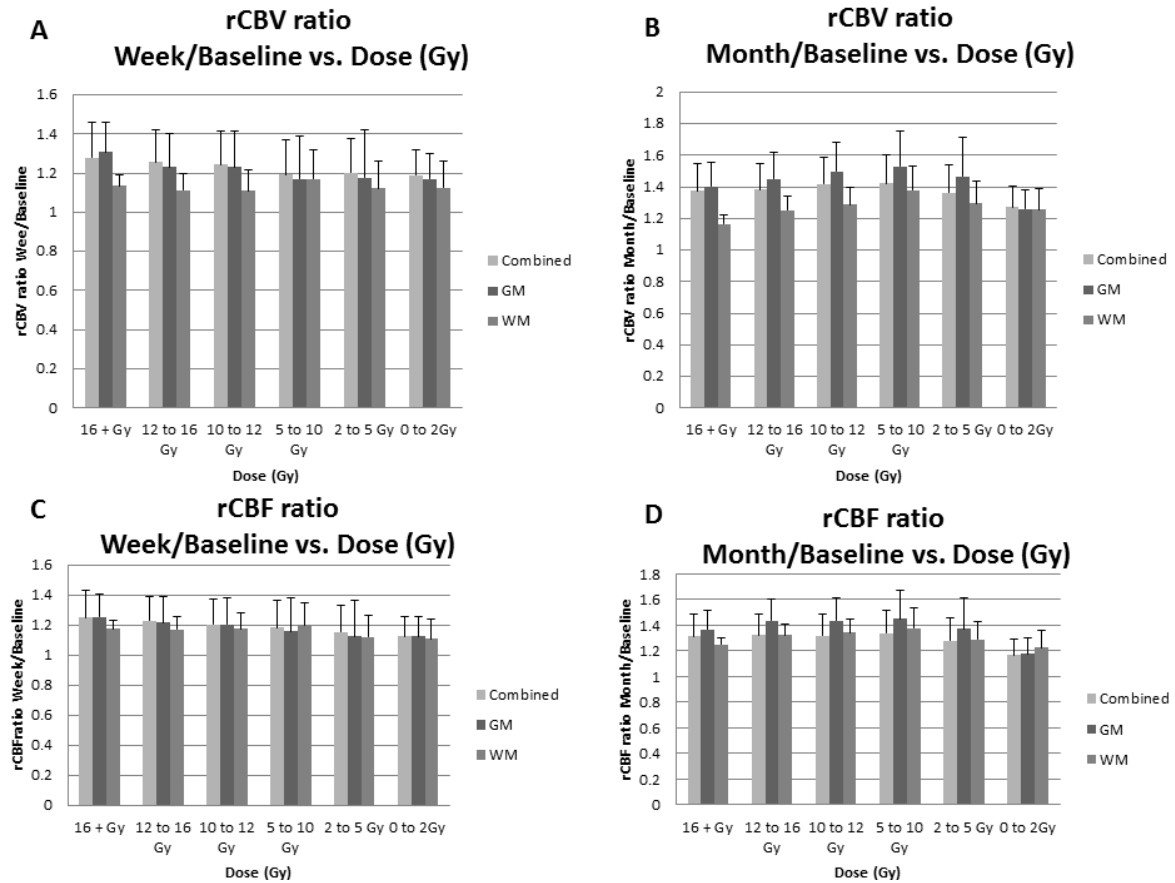 A
rCBV ratio
Week/Baseline vs. Dose (Gy)
rCBV ratio Wee/Baseline
1.6
1.4
1.2
1
0.8
0.6
0.4
0.2
0
16 + Gy
12 to 16 Gy
10 to 12 Gy
5 to 10 Gy
2 to 5 Gy
0 to 2Gy
Dose (Gy)
Combined
GM
WM
B
rCBV ratio
Month/Baseline vs. Dose (Gy)
rCBV ratio Month/Baseline
2
1.8
1.6
1.4
1.2
1
0.8
0.6
0.4
0.2
0
16 + Gy
12 to 16 Gy
10 to 12 Gy
5 to 10 Gy
2 to 5 Gy
0 to 2Gy
Dose (Gy)
Combined
GM
WM
C
rCBF ratio
Week/Baseline vs. Dose (Gy)
rCBFratio Week/Baseline
1.6
1.4
1.2
1
0.8
0.6
0.4
0.2
0
16 + Gy
12 to 16 Gy
10 to 12 Gy
5 to 10 Gy
2 to 5 Gy
0 to 2Gy
Dose (Gy)
Combined
GM
WM
D
rCBF ratio
Month/Baseline vs. Dose (Gy)
rCBF ratio Month/Baseline
1.8
1.6
1.4
1.2
1
0.8
0.6
0.4
0.2
0
16 + Gy
12 to 16 Gy
10 to 12 Gy
5 to 10 Gy
2 to 5 Gy
0 to 2Gy
Dose (Gy)
Combined
GM
WM